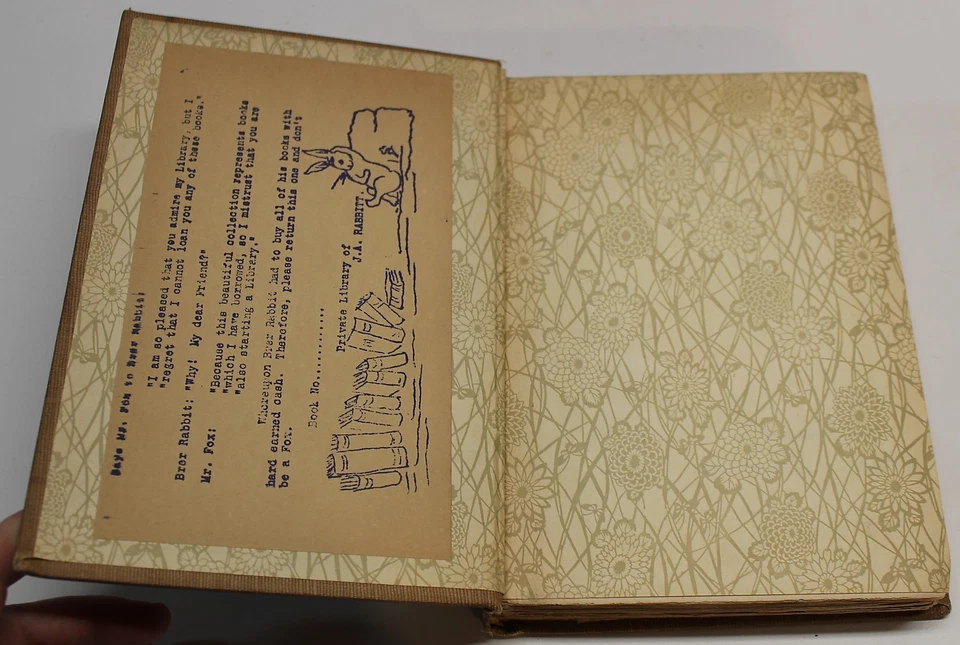 Says Mr. Fox to Brer Rabbit;
"I am so pleased that you admire my Library, but I
"regret that I cannot loan you any of these books."
Brer Rabbit: "Why! My dear Friend?"
Mr. Fox:
"Because this beautiful collection represents books
"which I have borrowed, so I mistrust that you are
"also starting a Library."
Whereupon Brer Rabbit had to buy all of his books with
hard earned cash. Therefore, please return this one and don't
be a Fox.
Private Library of
J.A. RABBITT.
Book No..............